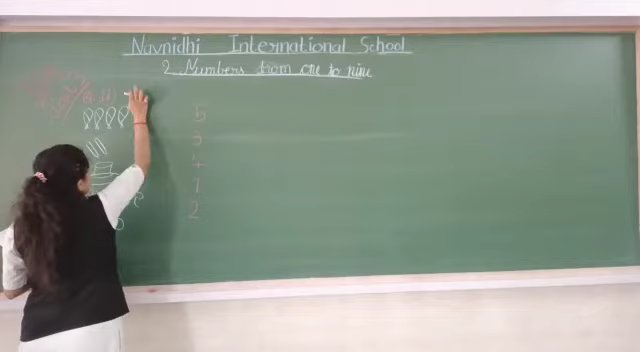 Navnidhi International School
2. Numbers from one to nine
5
3
4
1
2